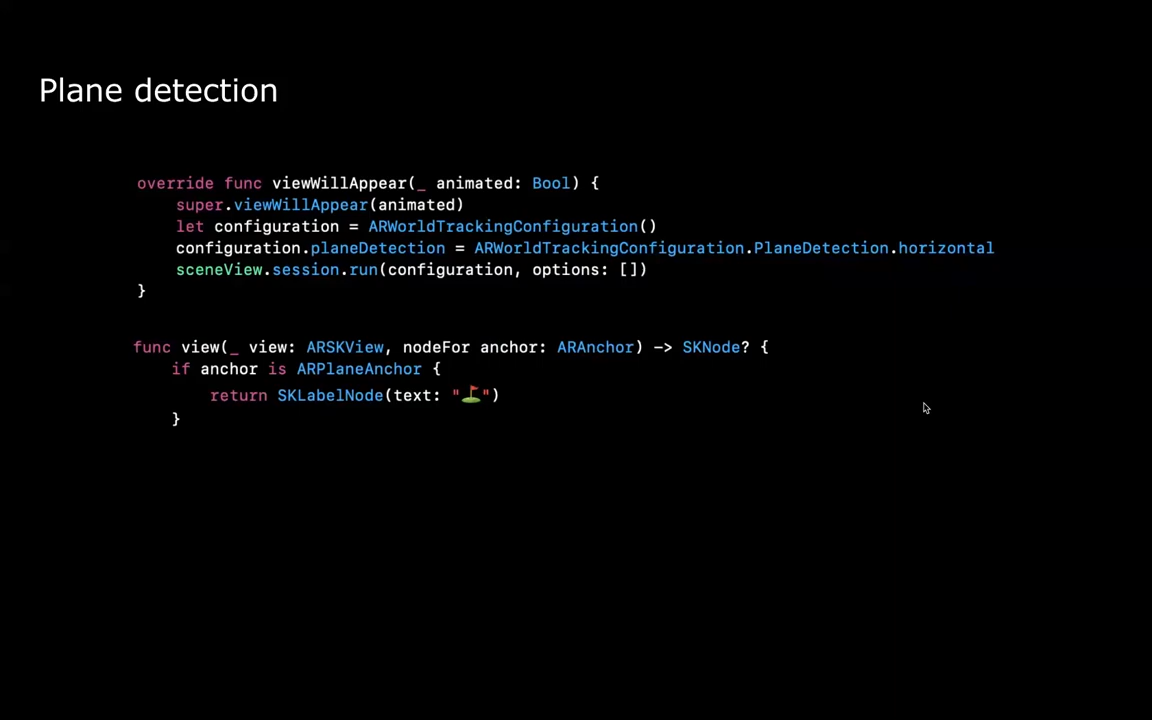 Plane detection
override func viewWillAppear(_ animated: Bool) {
super.viewWillAppear(animated)
let configuration = ARWorldTrackingConfiguration()
configuration.planeDetection = ARWorldTrackingConfiguration.PlaneDetection.horizontal
sceneView.session.run(configuration, options: [])
}
func view(_ view: ARSKView, nodeFor anchor: ARAnchor) -> SKNode? {
if anchor is ARPlaneAnchor {
return SKLabelNode(text: "⛳")
}